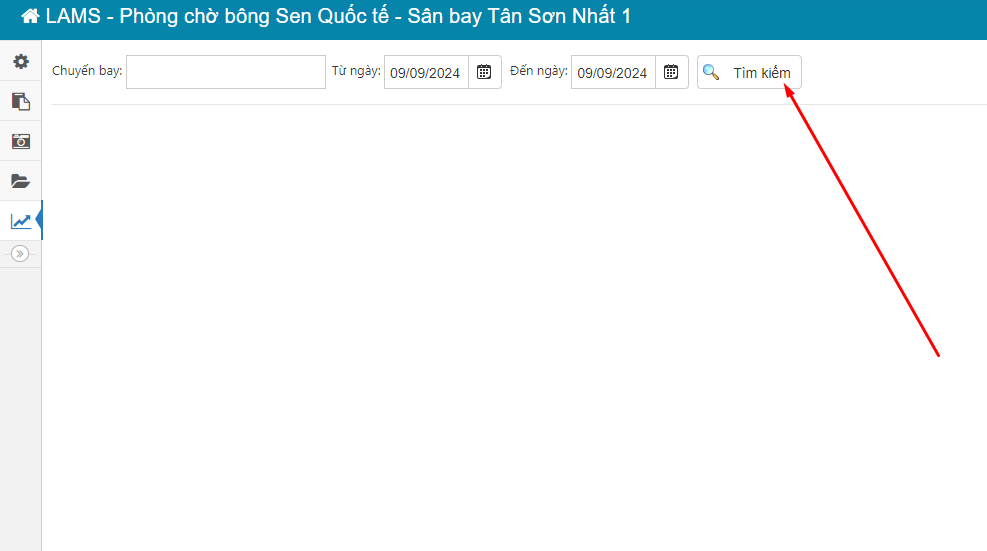 LAMS - Phòng chờ bông Sen Quốc tế - Sân bay Tân Sơn Nhất 1
Chuyến bay: Từ ngày: 09/09/2024 Đến ngày: 09/09/2024 Tìm kiếm